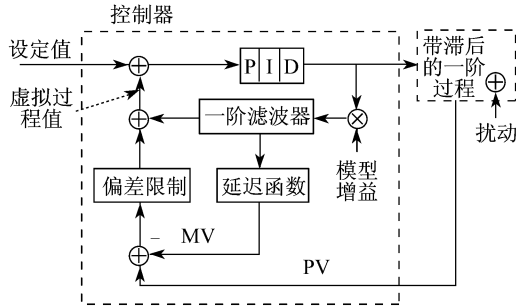 控制器
设定值
P I D
带滞后
的一阶
过程
扰动
虚拟过
程值
一阶滤波器
模型
增益
偏差限制
延迟函数
− MV
PV